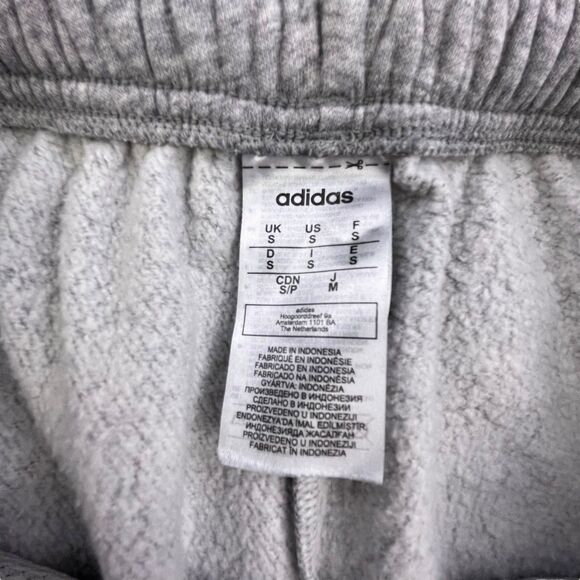 adidas
UK US F
S S S
D I E
S S S
CDN J
S/P M
adidas
Hoogoorddreef 9a
Amsterdam 1101 BA
The Netherlands
MADE IN INDONESIA
FABRIQUÉ EN INDONÉSIE
FABRICADO EN INDONESIA
FABRICADO NA INDONÉSIA
GYÁRTVA: INDONÉZIA
ПРОИЗВЕДЕНО В ИНДОНЕЗИЯ
СДЕЛАНО В ИНДОНЕЗИИ
PROIZVEDENO U INDONEZIJI
ENDONEZYA'DA İMAL EDİLMİŞTİR
ИНДОНЕЗИЯДА ЖАСАЛҒАН
PROIZVEDENO U INDONEZIJI
FABRICAT ÎN INDONEZIA